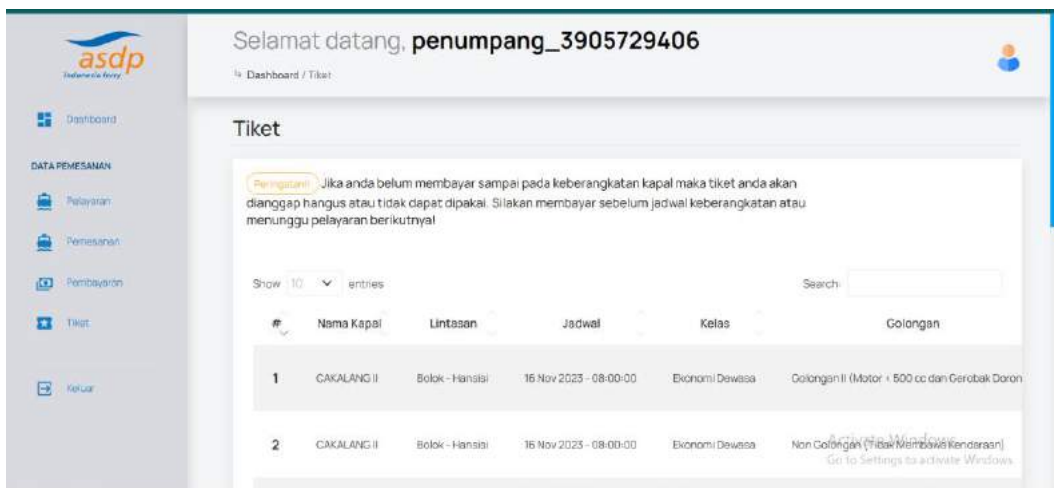 asdp
Indonesia ferry
Selamat datang, penumpang_3905729406
Dashboard / Tiket
Dashboard
DATA PEMESANAN
Pelayaran
Pemesanan
Pembayaran
Tiket
Keluar
Tiket
Peringatan! Jika anda belum membayar sampai pada keberangkatan kapal maka tiket anda akan
dianggap hangus atau tidak dapat dipakai. Silakan membayar sebelum jadwal keberangkatan atau
menunggu pelayaran berikutnya!
Show 10 entries
Search:
# Nama Kapal Lintasan Jadwal Kelas Golongan
1 CAKALANG II Bolok - Hansisi 16 Nov 2023 - 08:00:00 Ekonomi Dewasa Golongan II (Motor < 500 cc dan Gerobak Doron
2 CAKALANG II Bolok - Hansisi 16 Nov 2023 - 08:00:00 Ekonomi Dewasa Non Golongan (Tidak Membawa Kendaraan)
Activate Windows
Go to Settings to activate Windows.